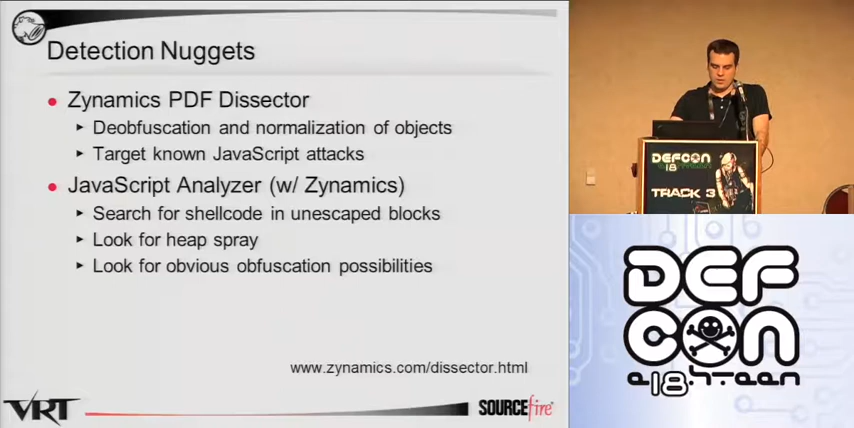 Detection Nuggets
Zynamics PDF Dissector
Deobfuscation and normalization of objects
Target known JavaScript attacks
JavaScript Analyzer (w/ Zynamics)
Search for shellcode in unescaped blocks
Look for heap spray
Look for obvious obfuscation possibilities
www.zynamics.com/dissector.html
VRT
SOURCEfire
DEFCON
18
TRACK 3
DEF
CON
e18hteen